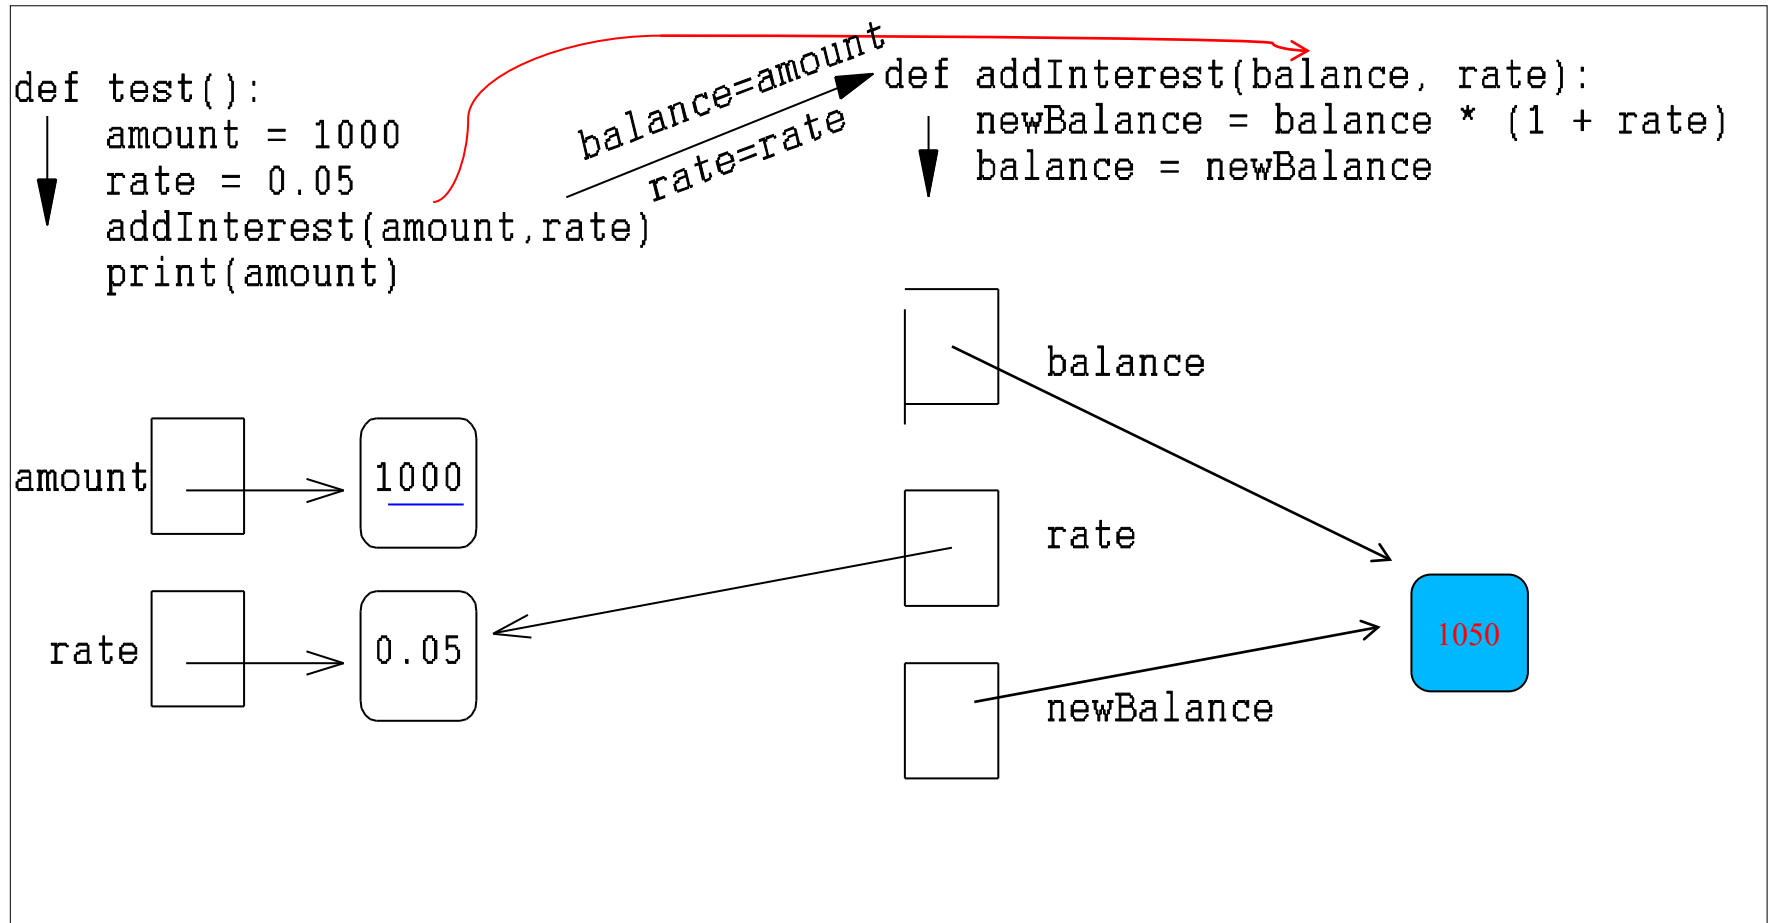 def test():
    amount = 1000
    rate = 0.05
    addInterest(amount,rate)
    print(amount)
balance=amount
rate=rate
def addInterest(balance, rate):
    newBalance = balance * (1 + rate)
    balance = newBalance
balance
amount
1000
rate
rate
0.05
1050
newBalance